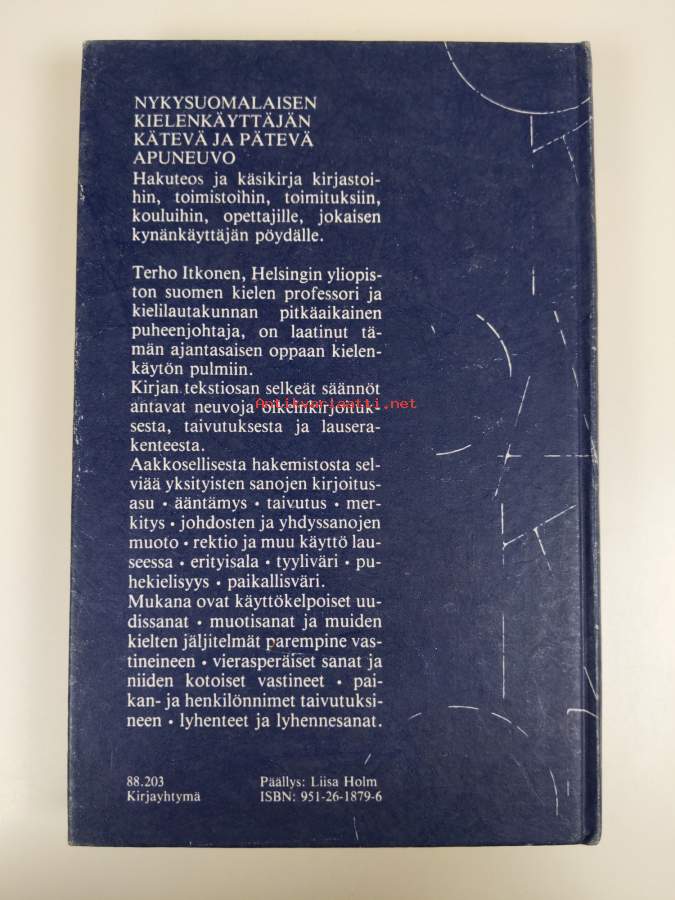 NYKYSUOMALAISEN
KIELENKÄYTTÄJÄN
KÄTEVÄ JA PÄTEVÄ
APUNEUVO
Hakuteos ja käsikirja kirjastoi-
hin, toimistoihin, toimituksiin,
kouluihin, opettajille, jokaisen
kynänkäyttäjän pöydälle.
Terho Itkonen, Helsingin yliopis-
ton suomen kielen professori ja
kielilautakunnan pitkäaikainen
puheenjohtaja, on laatinut tä-
män ajantasaisen oppaan kielen-
käytön pulmiin.
Kirjan tekstiosan selkeät säännöt
antavat neuvoja oikeinkirjoituk-
Antikvariaatti.net
sesta, taivutuksesta ja lausera-
kenteesta.
Aakkosellisesta hakemistosta sel-
viää yksityisten sanojen kirjoitus-
asu • ääntämys • taivutus • mer-
kitys • johdosten ja yhdyssanojen
muoto • rektio ja muu käyttö lau-
seessa • erityisala • tyyliväri • pu-
hekielisyys • paikallisväri.
Mukana ovat käyttökelpoiset uu-
dissanat • muotisanat ja muiden
kielten jäljitelmät parempine vas-
tineineen • vierasperäiset sanat ja
niiden kotoiset vastineet • pai-
kan- ja henkilönnimet taivutuksi-
neen • lyhenteet ja lyhennesanat.
88.203
Kirjayhtymä
Päällys: Liisa Holm
ISBN: 951-26-1879-6